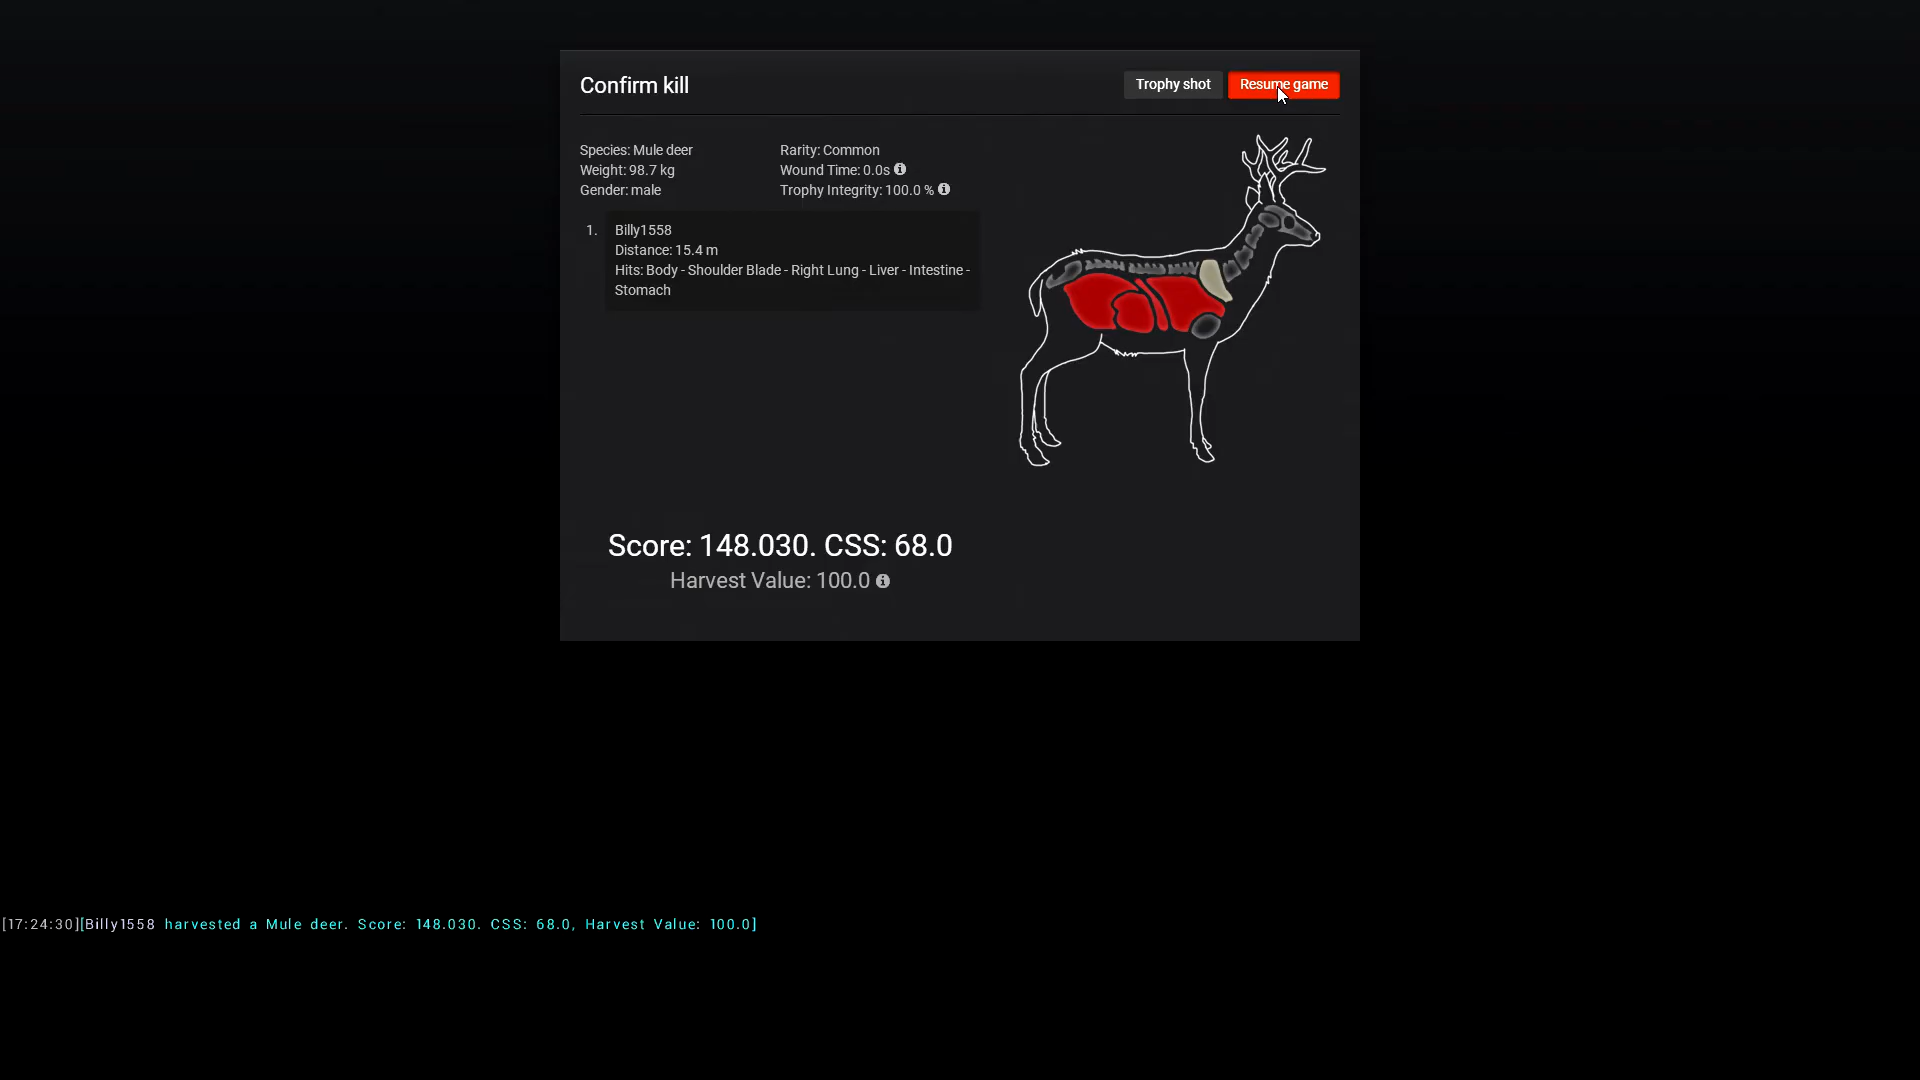 Confirm kill
Trophy shot
Resume game
Species: Mule deer
Weight: 98.7 kg
Gender: male
Rarity: Common
Wound Time: 0.0s
Trophy Integrity: 100.0 %
1.
Billy1558
Distance: 15.4 m
Hits: Body - Shoulder Blade - Right Lung - Liver - Intestine -
Stomach
Score: 148.030. CSS: 68.0
Harvest Value: 100.0
[17:24:30][Billy1558 harvested a Mule deer. Score: 148.030. CSS: 68.0, Harvest Value: 100.0]